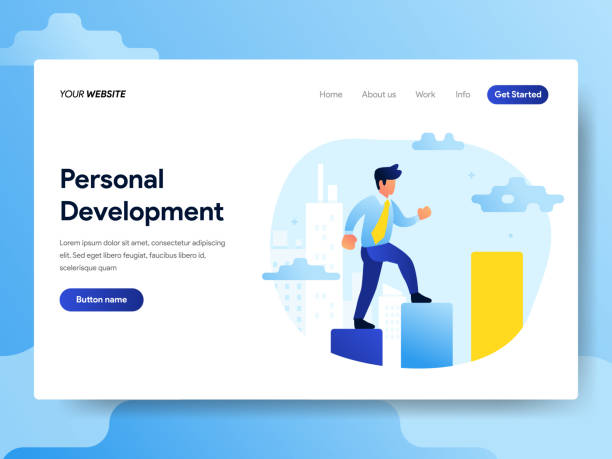 YOUR WEBSITE
Home About us Work Info Get Started
Personal
Development
Lorem ipsum dolor sit amet, consectetur adipiscing
elit. Sed egestas libero feugiat, faucibus libero id,
scelerisque quam
Button name